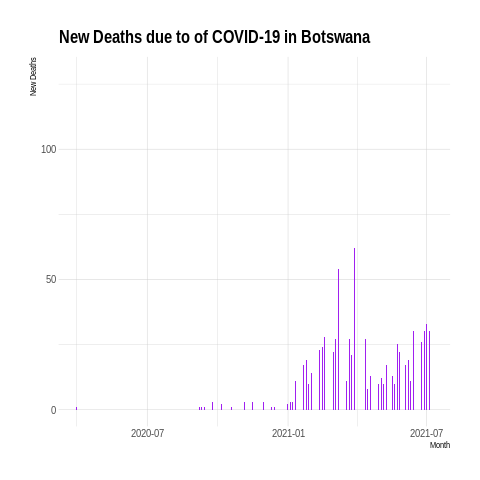 New Deaths due to of COVID-19 in Botswana
New Deaths
100
50
0
2020-07 2021-01 2021-07
Month